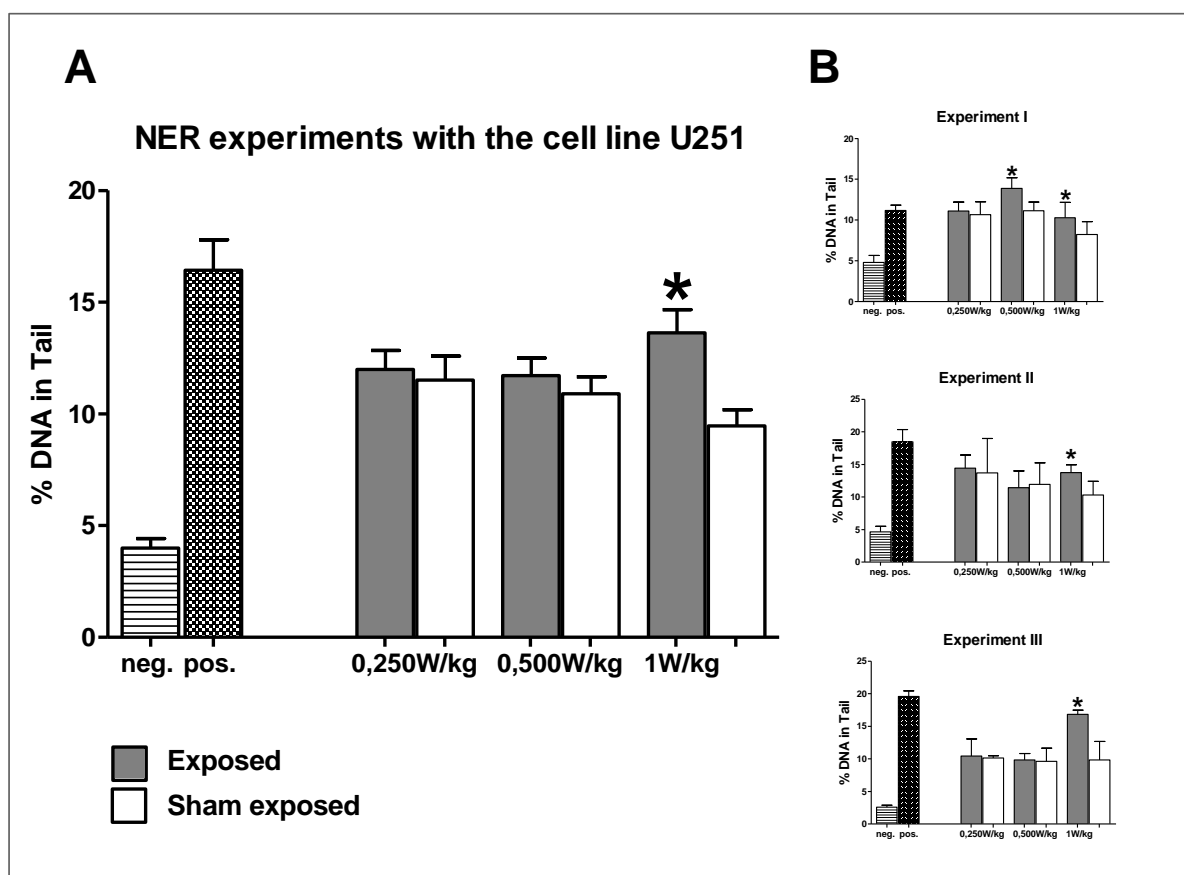 A
NER experiments with the cell line U251
% DNA in Tail
20
15
10
5
0
*
neg. pos. 0,250W/kg 0,500W/kg 1W/kg
Exposed
Sham exposed
B
Experiment I
% DNA in Tail
20
15
10
5
0
* *
neg. pos. 0,250W/kg 0,500W/kg 1W/kg
Experiment II
% DNA in Tail
25
20
15
10
5
0
*
neg. pos. 0,250W/kg 0,500W/kg 1W/kg
Experiment III
% DNA in Tail
25
20
15
10
5
0
*
neg. pos. 0,250W/kg 0,500W/kg 1W/kg